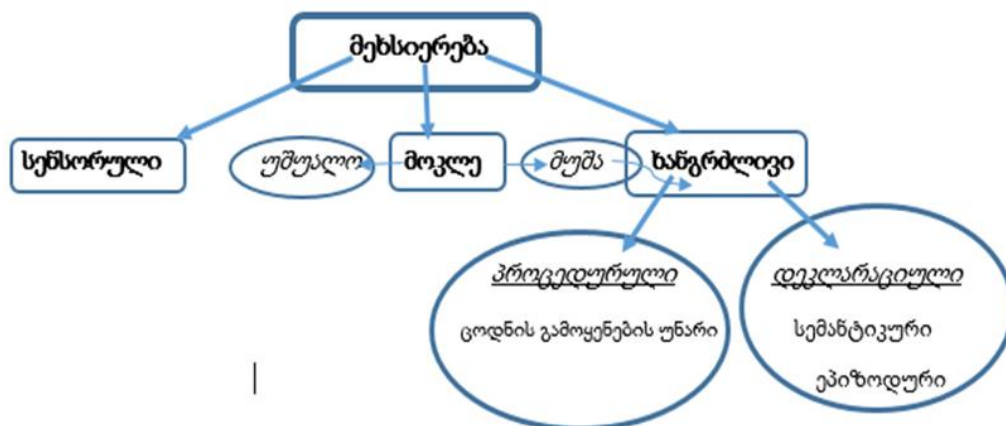 მეხსიერება
სენსორული
უშუალო
მოკლე
მუშა
ხანგრძლივი
პროცედურული
ცოდნის გამოყენების უნარი
დეკლარაციული
სემანტიკური
ეპიზოდური